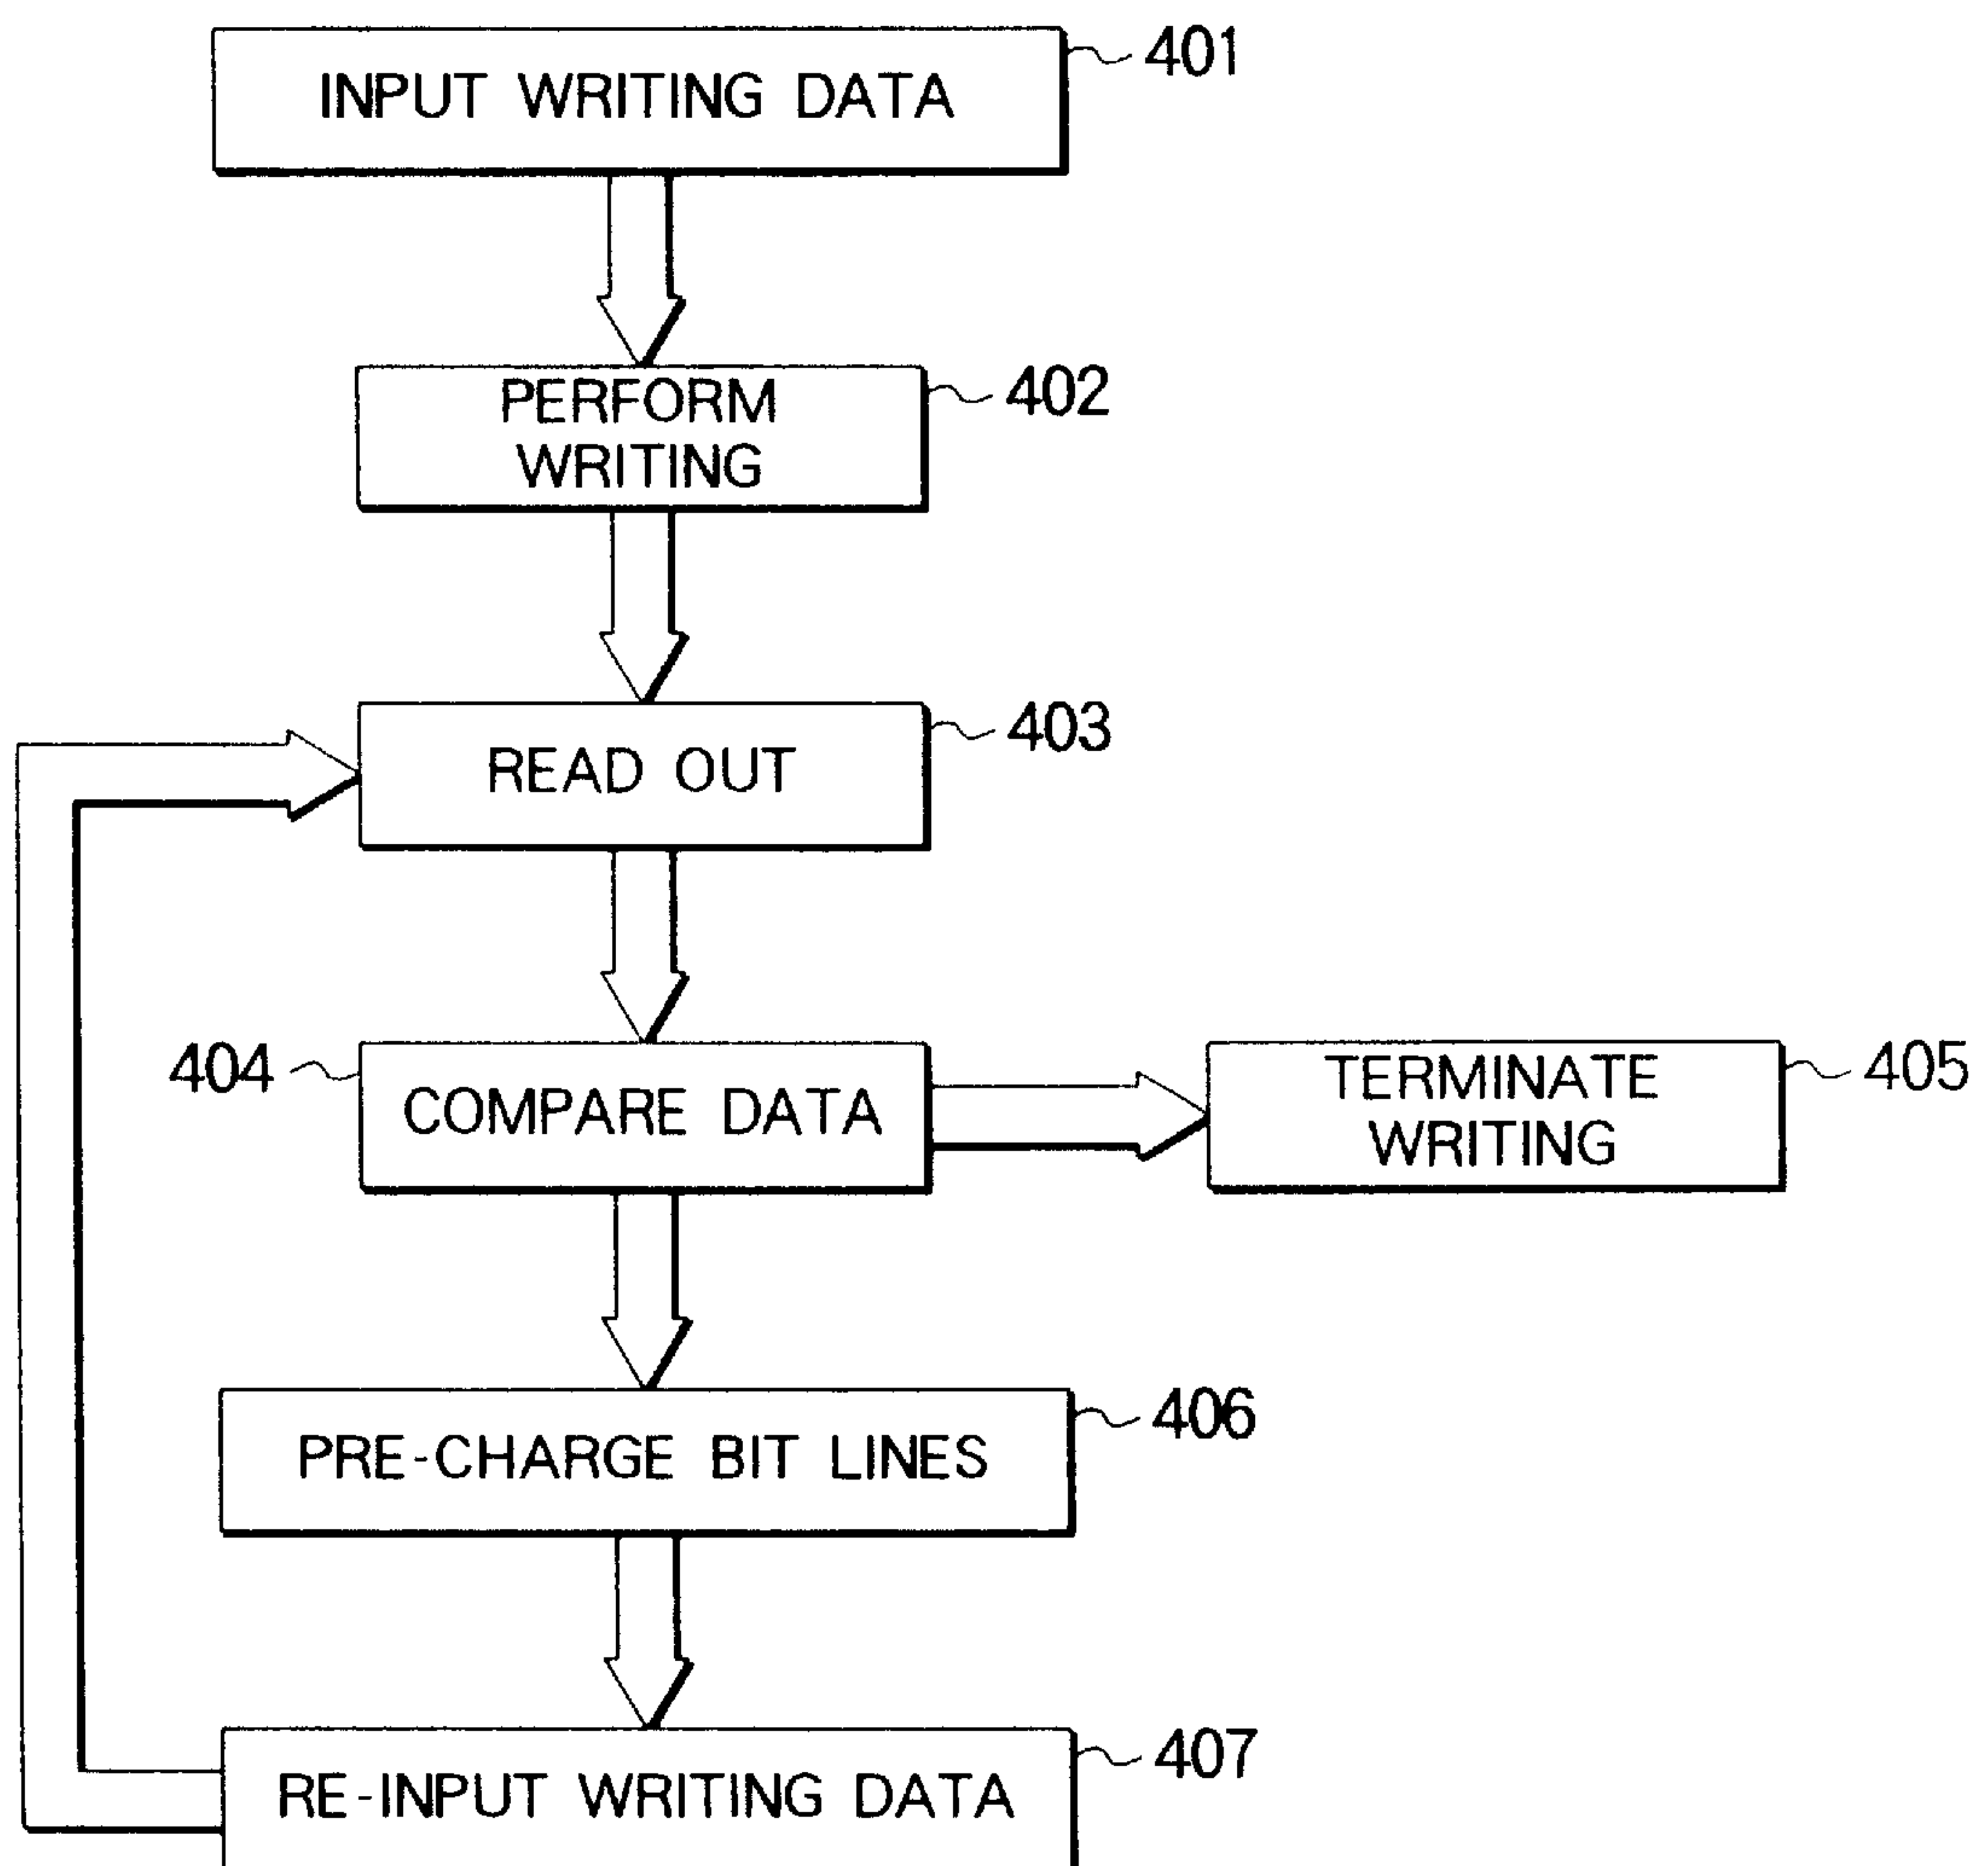 INPUT WRITING DATA
401
PERFORM
WRITING
402
READ OUT
403
404
COMPARE DATA
TERMINATE
WRITING
405
PRE-CHARGE BIT LINES
406
RE-INPUT WRITING DATA
407